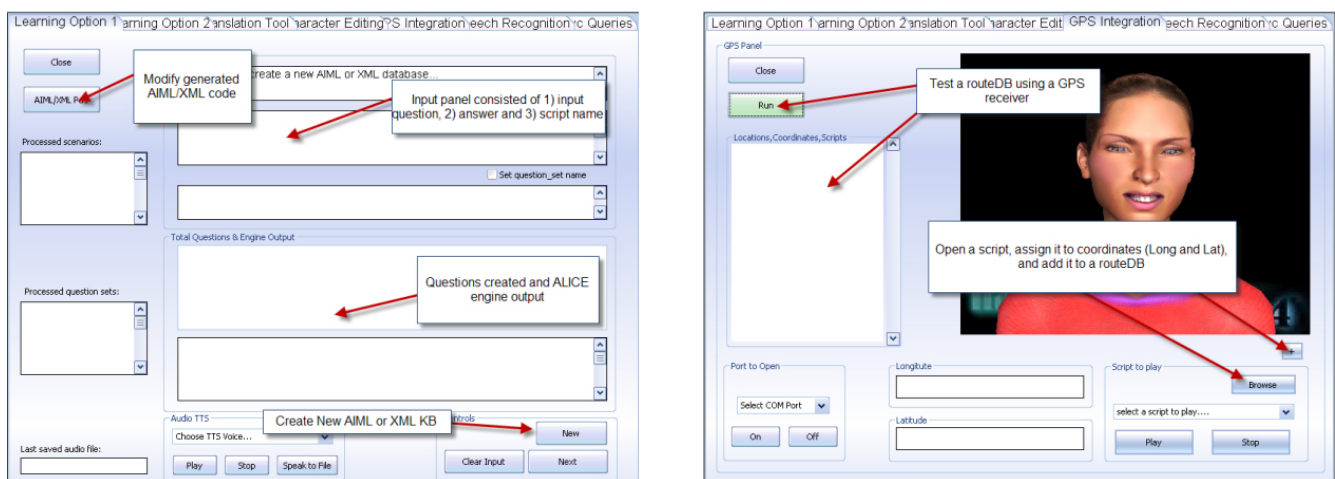 Learning Option 1 arning Option 2 anslation Tool aracter Editing PS Integration eech Recognition c Queries
Close
Modify generated
AIML/XML code
create a new AIML or XML database...
AIML/XML P
Input panel consisted of 1) input
question, 2) answer and 3) script name
Processed scenarios:
Set question_set name
Total Questions & Engine Output
Questions created and ALICE
engine output
Processed question sets:
Audio TTS
Create New AIML or XML KB
ntrols
Choose TTS Voice...
New
Last saved audio file:
Play Stop Speak to File
Clear Input Next
Learning Option 1 arning Option 2 anslation Tool aracter Edit GPS Integration eech Recognition c Queries
GPS Panel
Close
Test a routeDB using a GPS
receiver
Run
Locations,Coordinates,Scripts
Open a script, assign it to coordinates (Long and Lat),
and add it to a routeDB
4
+
Port to Open
Longitute
Script to play
Browse
Select COM Port
select a script to play....
Latitude
On Off
Play Stop